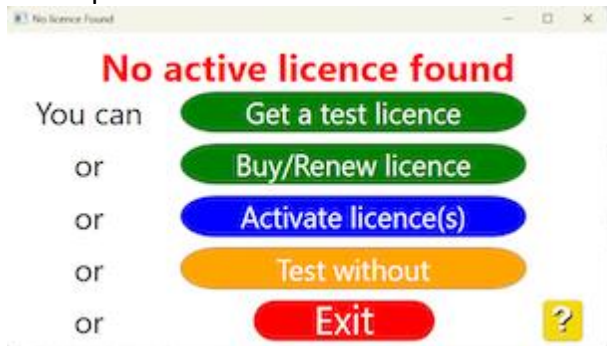 No licence Found
No active licence found
You can Get a test licence
or Buy/Renew licence
or Activate licence(s)
or Test without
or Exit ?